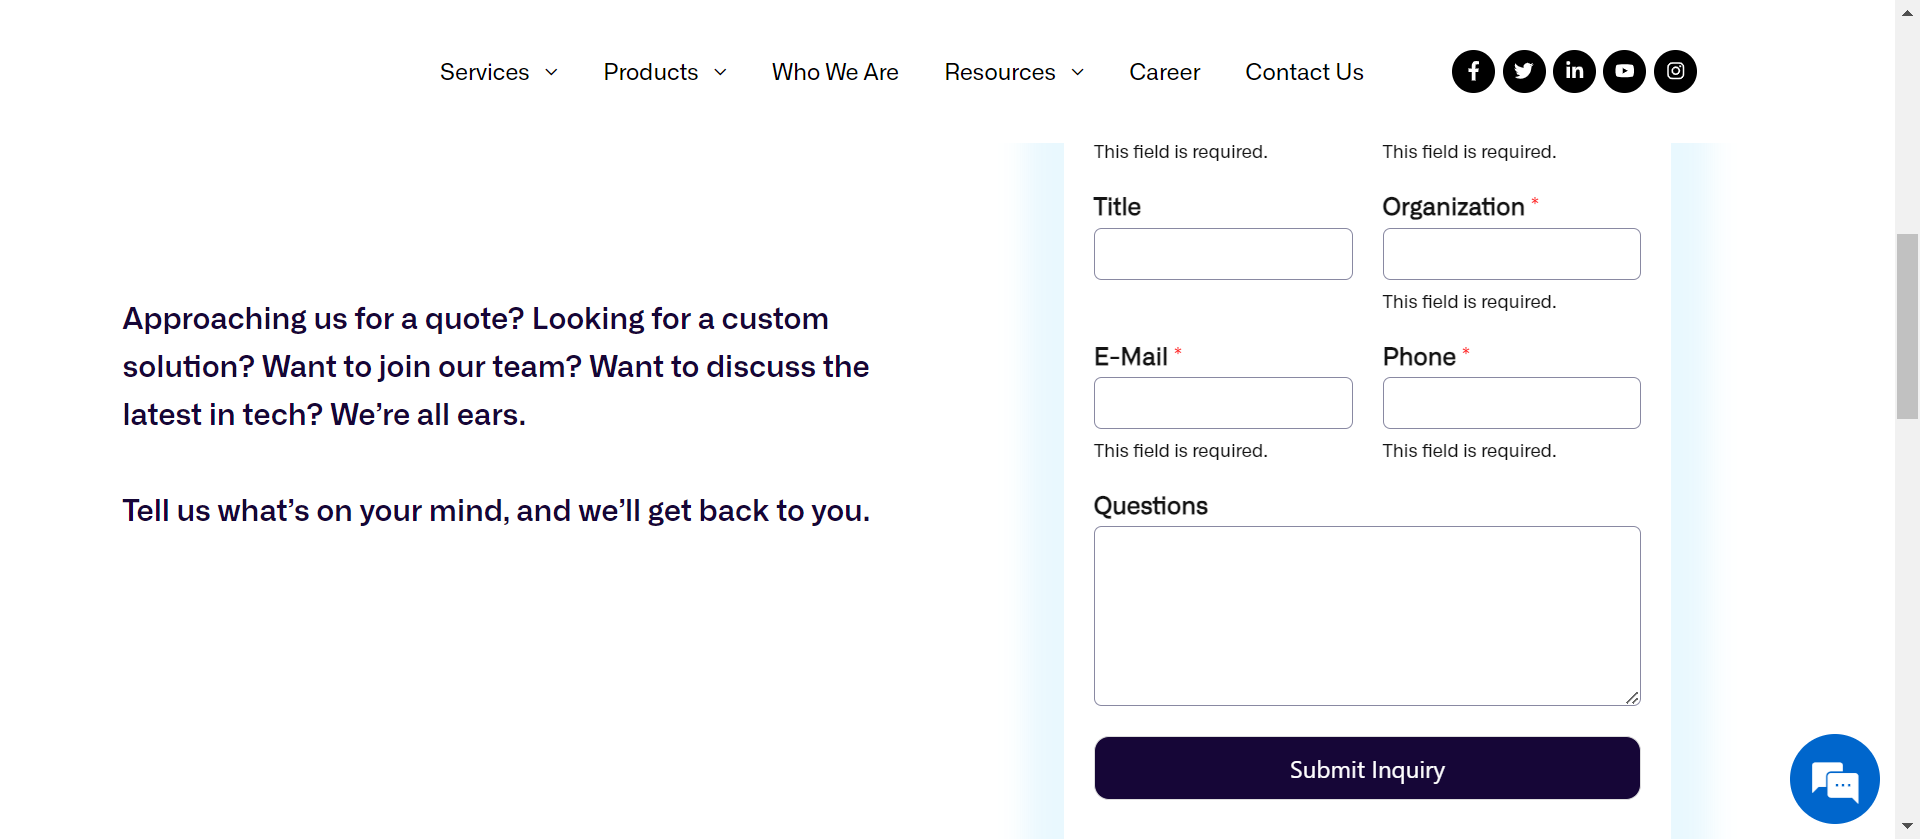 Services
Products
Who We Are
Resources
Career
Contact Us
This field is required.
This field is required.
Title
Organization *
This field is required.
E-Mail *
Phone *
This field is required.
This field is required.
Questions
Submit Inquiry
Approaching us for a quote? Looking for a custom
solution? Want to join our team? Want to discuss the
latest in tech? We’re all ears.
Tell us what’s on your mind, and we’ll get back to you.